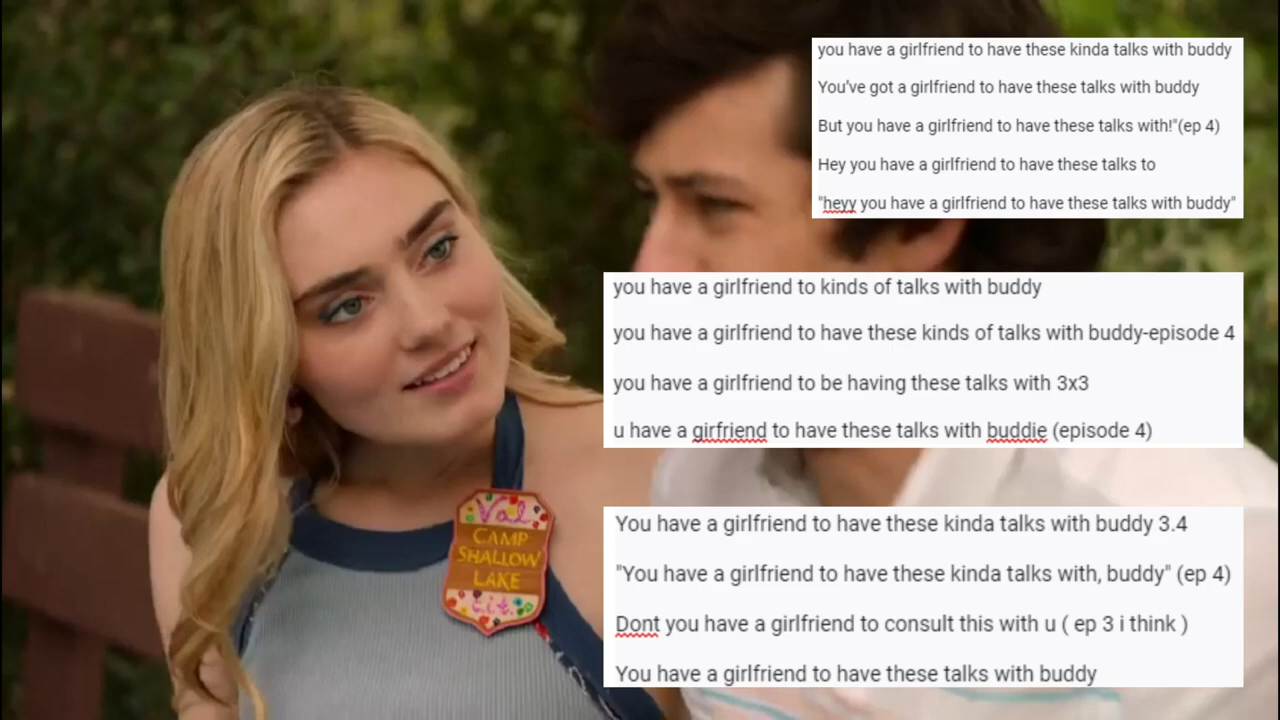 you have a girlfriend to have these kinda talks with buddy
You've got a girlfriend to have these talks with buddy
But you have a girlfriend to have these talks with!"(ep 4)
Hey you have a girlfriend to have these talks to
"heyy you have a girlfriend to have these talks with buddy"
you have a girlfriend to kinds of talks with buddy
you have a girlfriend to have these kinds of talks with buddy-episode 4
you have a girlfriend to be having these talks with 3x3
u have a girfriend to have these talks with buddie (episode 4)
You have a girlfriend to have these kinda talks with buddy 3.4
"You have a girlfriend to have these kinda talks with, buddy" (ep 4)
Dont you have a girlfriend to consult this with u ( ep 3 i think )
You have a girlfriend to have these talks with buddy
Val
CAMP
SHALLOW
LAKE
c.i.t.